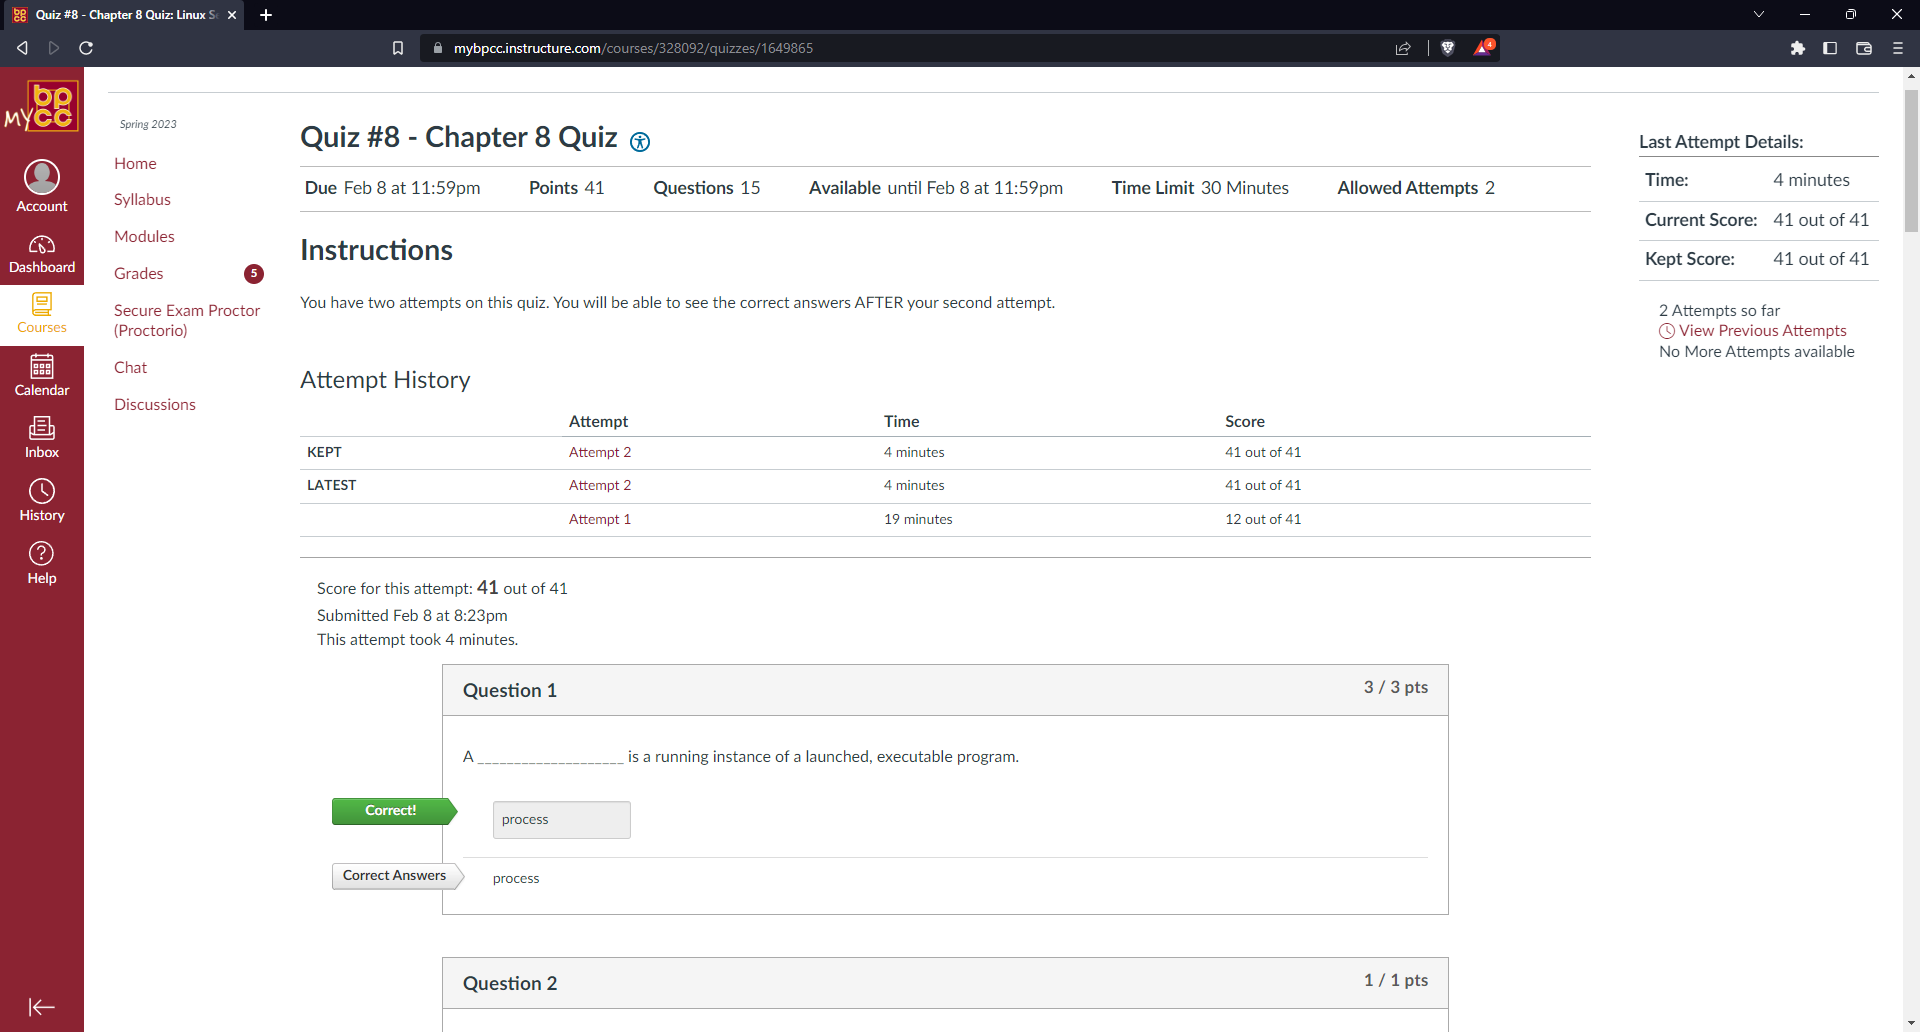 Quiz #8 - Chapter 8 Quiz: Linux S
mybpcc.instructure.com/courses/328092/quizzes/1649865
4
MY bpcc
Account
Dashboard
Courses
Calendar
Inbox
History
Help
Spring 2023
Home
Syllabus
Modules
Grades 5
Secure Exam Proctor
(Proctorio)
Chat
Discussions
Quiz #8 - Chapter 8 Quiz
Due Feb 8 at 11:59pm Points 41 Questions 15 Available until Feb 8 at 11:59pm Time Limit 30 Minutes Allowed Attempts 2
Instructions
You have two attempts on this quiz. You will be able to see the correct answers AFTER your second attempt.
Attempt History
Attempt Time Score
KEPT Attempt 2 4 minutes 41 out of 41
LATEST Attempt 2 4 minutes 41 out of 41
Attempt 1 19 minutes 12 out of 41
Score for this attempt: 41 out of 41
Submitted Feb 8 at 8:23pm
This attempt took 4 minutes.
Question 1 3 / 3 pts
A ____________________ is a running instance of a launched, executable program.
Correct! process
Correct Answers process
Question 2 1 / 1 pts
Last Attempt Details:
Time: 4 minutes
Current Score: 41 out of 41
Kept Score: 41 out of 41
2 Attempts so far
View Previous Attempts
No More Attempts available